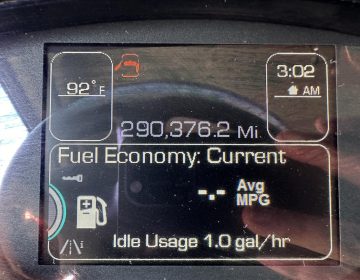 92°F
3:02
AM
290,376.2 Mi
Fuel Economy: Current
-.- Avg
MPG
Idle Usage 1.0 gal/hr